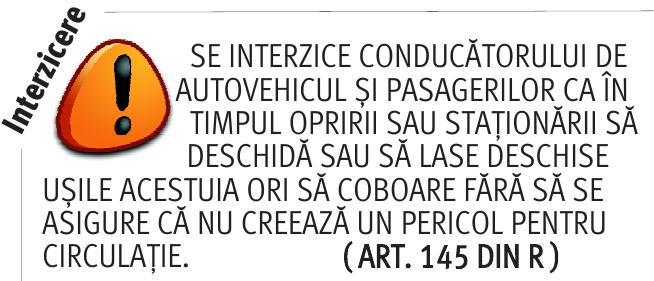 Interzicere
SE INTERZICE CONDUCĂTORULUI DE
AUTOVEHICUL ȘI PASAGERILOR CA ÎN
TIMPUL OPRIRII SAU STAȚIONĂRII SĂ
DESCHIDĂ SAU SĂ LASE DESCHISE
UȘILE ACESTUIA ORI SĂ COBOARE FĂRĂ SĂ SE
ASIGURE CĂ NU CREEAZĂ UN PERICOL PENTRU
CIRCULAȚIE. (ART. 145 DIN R)